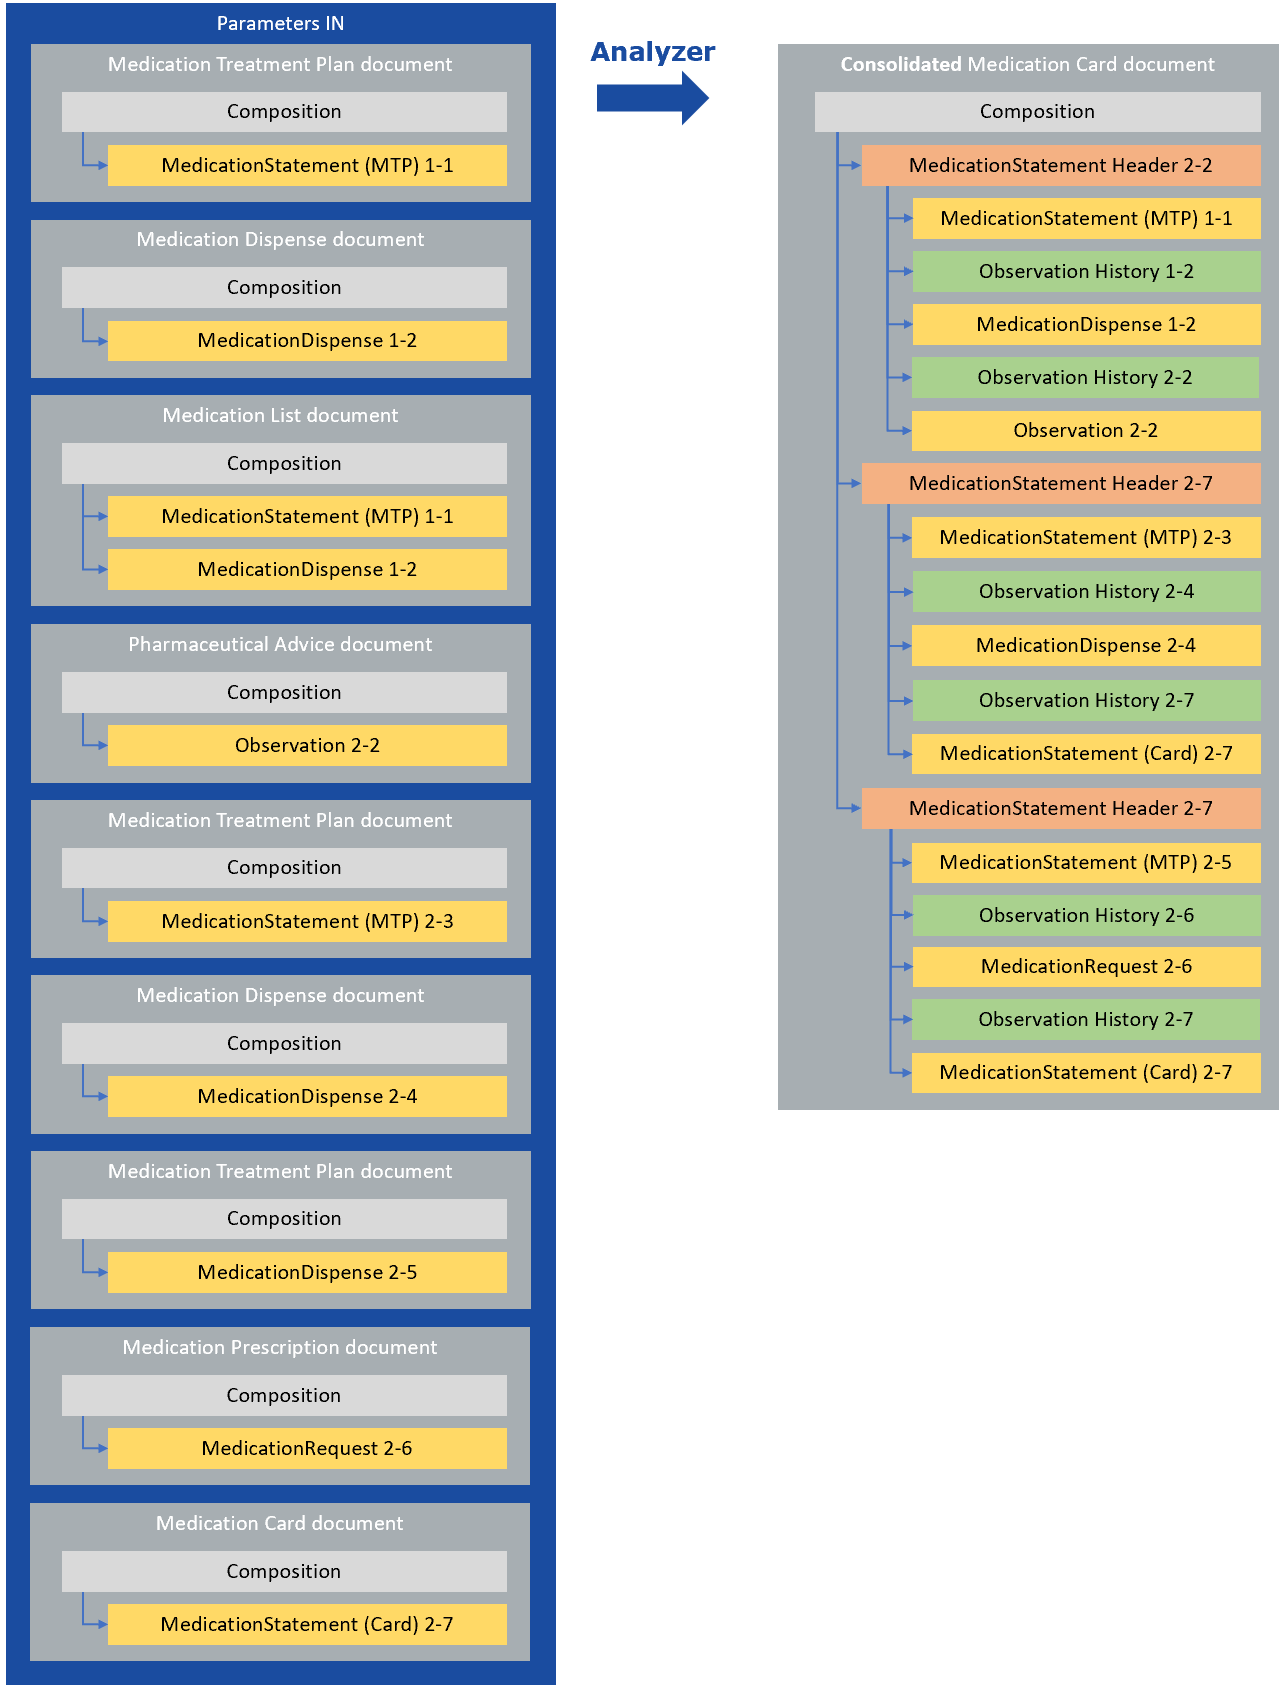 Parameters IN
Medication Treatment Plan document
Composition
MedicationStatement (MTP) 1-1
Medication Dispense document
Composition
MedicationDispense 1-2
Medication List document
Composition
MedicationStatement (MTP) 1-1
MedicationDispense 1-2
Pharmaceutical Advice document
Composition
Observation 2-2
Medication Treatment Plan document
Composition
MedicationStatement (MTP) 2-3
Medication Dispense document
Composition
MedicationDispense 2-4
Medication Treatment Plan document
Composition
MedicationDispense 2-5
Medication Prescription document
Composition
MedicationRequest 2-6
Medication Card document
Composition
MedicationStatement (Card) 2-7
Analyzer
Consolidated Medication Card document
Composition
MedicationStatement Header 2-2
MedicationStatement (MTP) 1-1
Observation History 1-2
MedicationDispense 1-2
Observation History 2-2
Observation 2-2
MedicationStatement Header 2-7
MedicationStatement (MTP) 2-3
Observation History 2-4
MedicationDispense 2-4
Observation History 2-7
MedicationStatement (Card) 2-7
MedicationStatement Header 2-7
MedicationStatement (MTP) 2-5
Observation History 2-6
MedicationRequest 2-6
Observation History 2-7
MedicationStatement (Card) 2-7